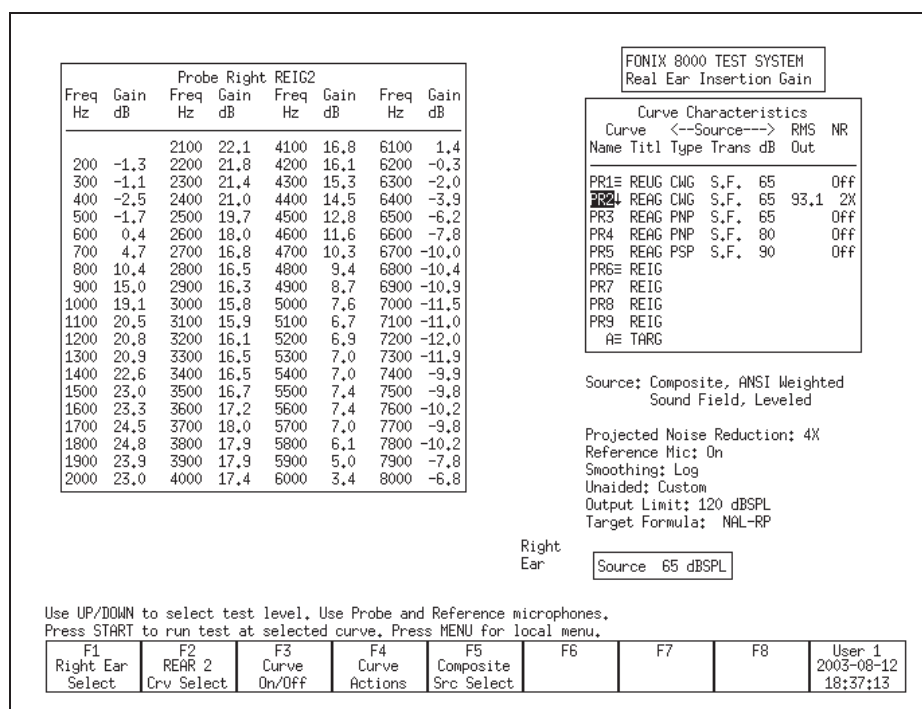 FONIX 8000 TEST SYSTEM
Real Ear Insertion Gain
Probe Right REIG2
Freq Gain Freq Gain Freq Gain Freq Gain
Hz dB Hz dB Hz dB Hz dB
2100 22.1 4100 16.8 6100 1.4
200 -1.3 2200 21.8 4200 16.1 6200 -0.3
300 -1.1 2300 21.4 4300 15.3 6300 -2.0
400 -2.5 2400 21.0 4400 14.5 6400 -3.9
500 -1.7 2500 19.7 4500 12.8 6500 -6.2
600 0.4 2600 18.0 4600 11.6 6600 -7.8
700 4.7 2700 16.8 4700 10.3 6700 -10.0
800 10.4 2800 16.5 4800 9.4 6800 -10.4
900 15.0 2900 16.3 4900 8.7 6900 -10.9
1000 19.1 3000 15.8 5000 7.6 7000 -11.5
1100 20.5 3100 15.9 5100 6.7 7100 -11.0
1200 20.8 3200 16.1 5200 6.9 7200 -12.0
1300 20.9 3300 16.5 5300 7.0 7300 -11.9
1400 22.6 3400 16.5 5400 7.0 7400 -9.9
1500 23.0 3500 16.7 5500 7.4 7500 -9.8
1600 23.3 3600 17.2 5600 7.4 7600 -10.2
1700 24.5 3700 18.0 5700 7.0 7700 -9.8
1800 24.8 3800 17.9 5800 6.1 7800 -10.2
1900 23.9 3900 17.9 5900 5.0 7900 -7.8
2000 23.0 4000 17.4 6000 3.4 8000 -6.8
Curve Characteristics
Curve <--Source---> RMS NR
Name Titl Type Trans dB Out
PR1≡ REUG CWG S.F. 65 Off
PR2↓ REAG CWG S.F. 65 93.1 2X
PR3 REAG PNP S.F. 65 Off
PR4 REAG PNP S.F. 80 Off
PR5 REAG PSP S.F. 90 Off
PR6≡ REIG
PR7 REIG
PR8 REIG
PR9 REIG
A≡ TARG
Source: Composite, ANSI Weighted
Sound Field, Leveled
Projected Noise Reduction: 4X
Reference Mic: On
Smoothing: Log
Unaided: Custom
Output Limit: 120 dBSPL
Target Formula: NAL-RP
Right
Ear
Source 65 dBSPL
Use UP/DOWN to select test level. Use Probe and Reference microphones.
Press START to run test at selected curve. Press MENU for local menu.
F1 F2 F3 F4 F5 F6 F7 F8 User 1
Right Ear REAR 2 Curve Curve Composite 2003-08-12
Select Crv Select On/Off Actions Src Select 18:37:13